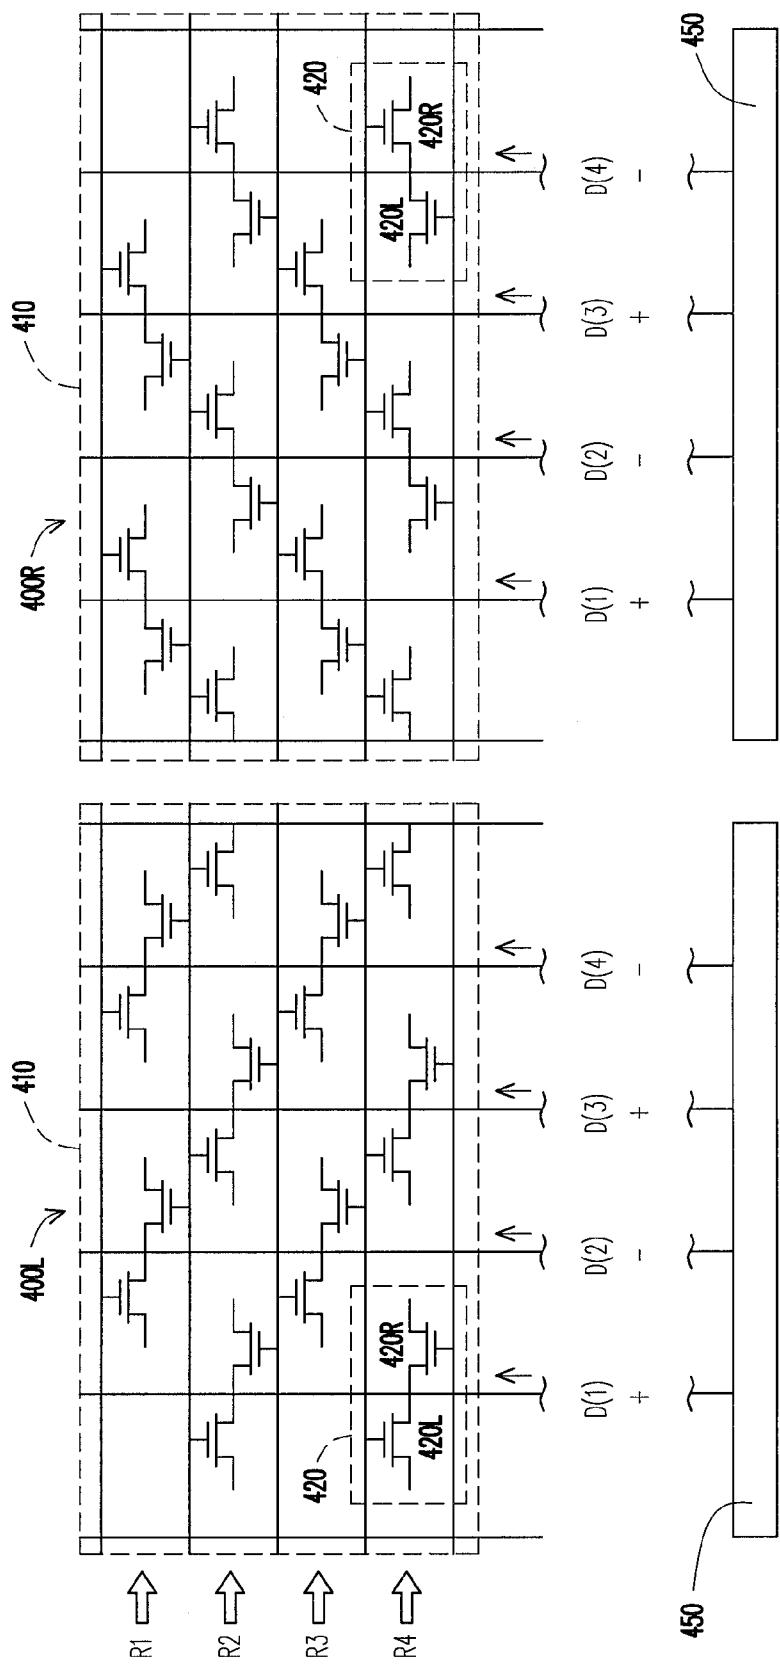 400L
410
400R
410
R1
R2
R3
R4
420
420L
420R
420
420L
420R
D(1)
D(2)
D(3)
D(4)
D(1)
D(2)
D(3)
D(4)
+
-
+
-
+
-
+
-
450
450